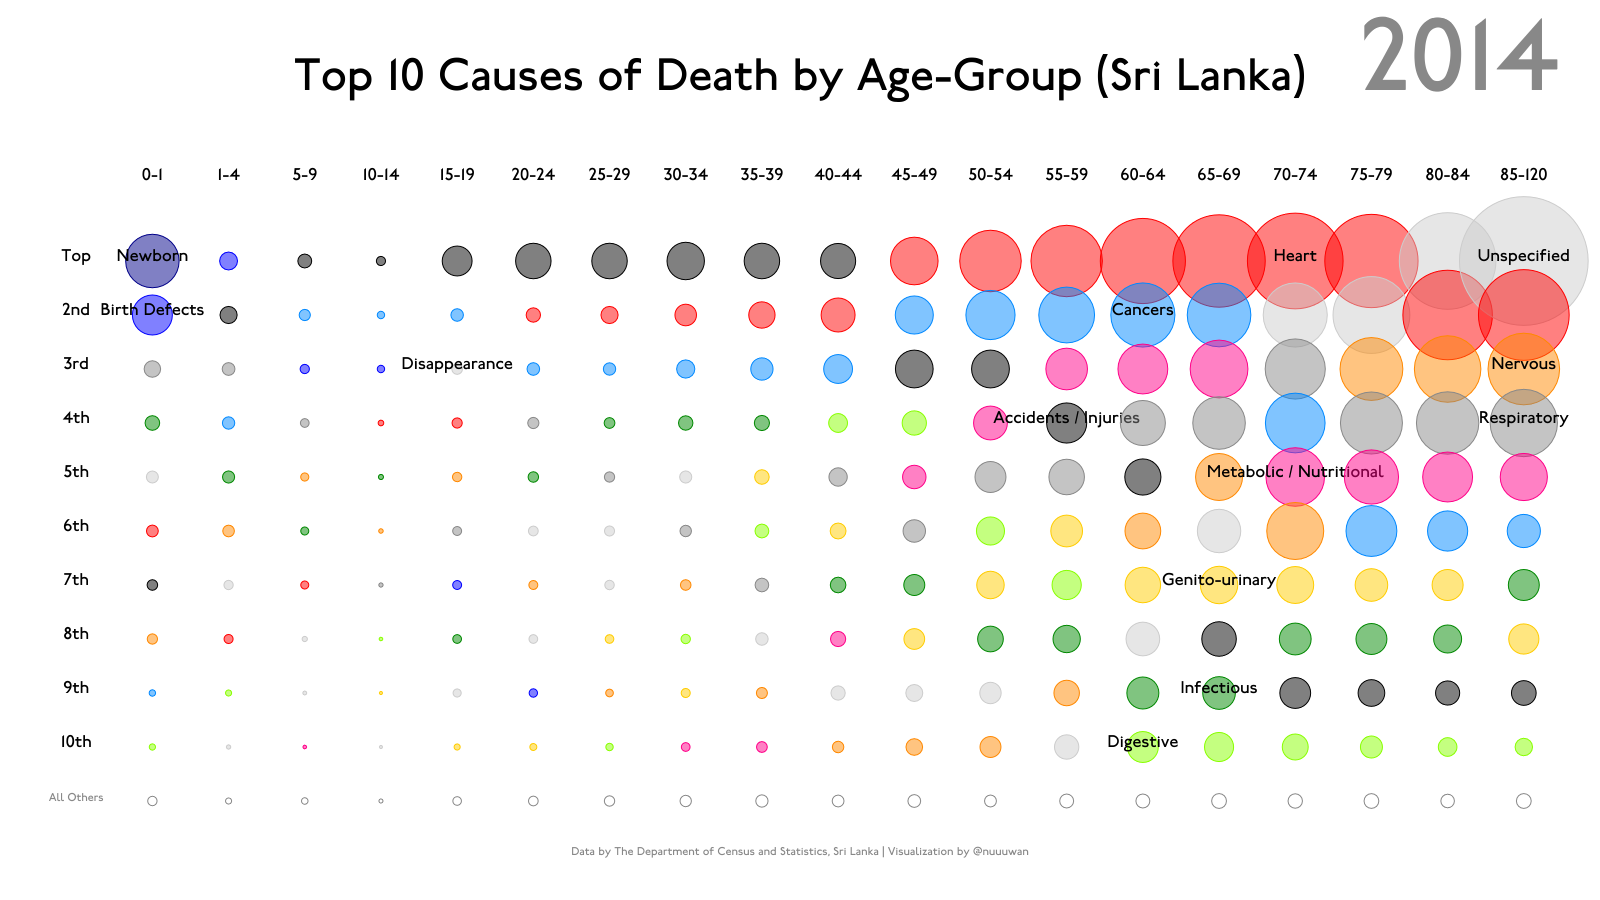 2014
Top 10 Causes of Death by Age-Group (Sri Lanka)
0-1 1-4 5-9 10-14 15-19 20-24 25-29 30-34 35-39 40-44 45-49 50-54 55-59 60-64 65-69 70-74 75-79 80-84 85-120
Top Newborn Heart Unspecified
2nd Birth Defects Cancers
3rd Disappearance Nervous
4th Accidents / Injuries Respiratory
5th Metabolic / Nutritional
6th
7th Genito-urinary
8th
9th Infectious
10th Digestive
All Others
Data by The Department of Census and Statistics, Sri Lanka | Visualization by @nuuuwan